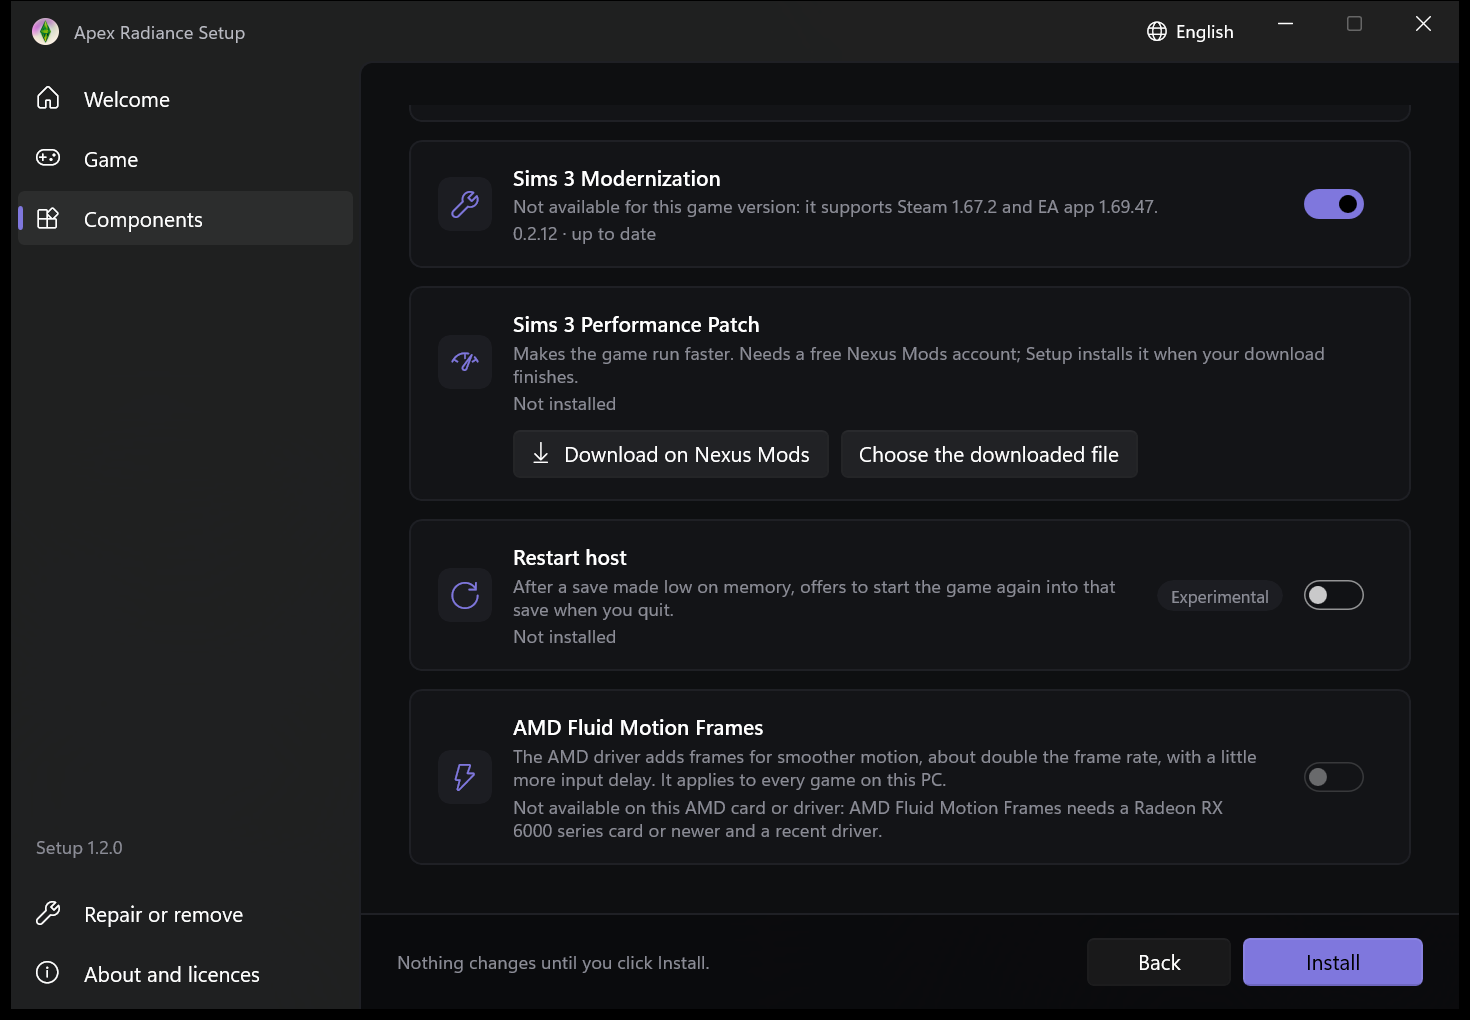 Apex Radiance Setup
English
Welcome
Game
Components
Sims 3 Modernization
Not available for this game version: it supports Steam 1.67.2 and EA app 1.69.47.
0.2.12 · up to date
Sims 3 Performance Patch
Makes the game run faster. Needs a free Nexus Mods account; Setup installs it when your download
finishes.
Not installed
Download on Nexus Mods
Choose the downloaded file
Restart host
After a save made low on memory, offers to start the game again into that
save when you quit.
Not installed
Experimental
AMD Fluid Motion Frames
The AMD driver adds frames for smoother motion, about double the frame rate, with a little
more input delay. It applies to every game on this PC.
Not available on this AMD card or driver: AMD Fluid Motion Frames needs a Radeon RX
6000 series card or newer and a recent driver.
Setup 1.2.0
Repair or remove
About and licences
Nothing changes until you click Install.
Back
Install